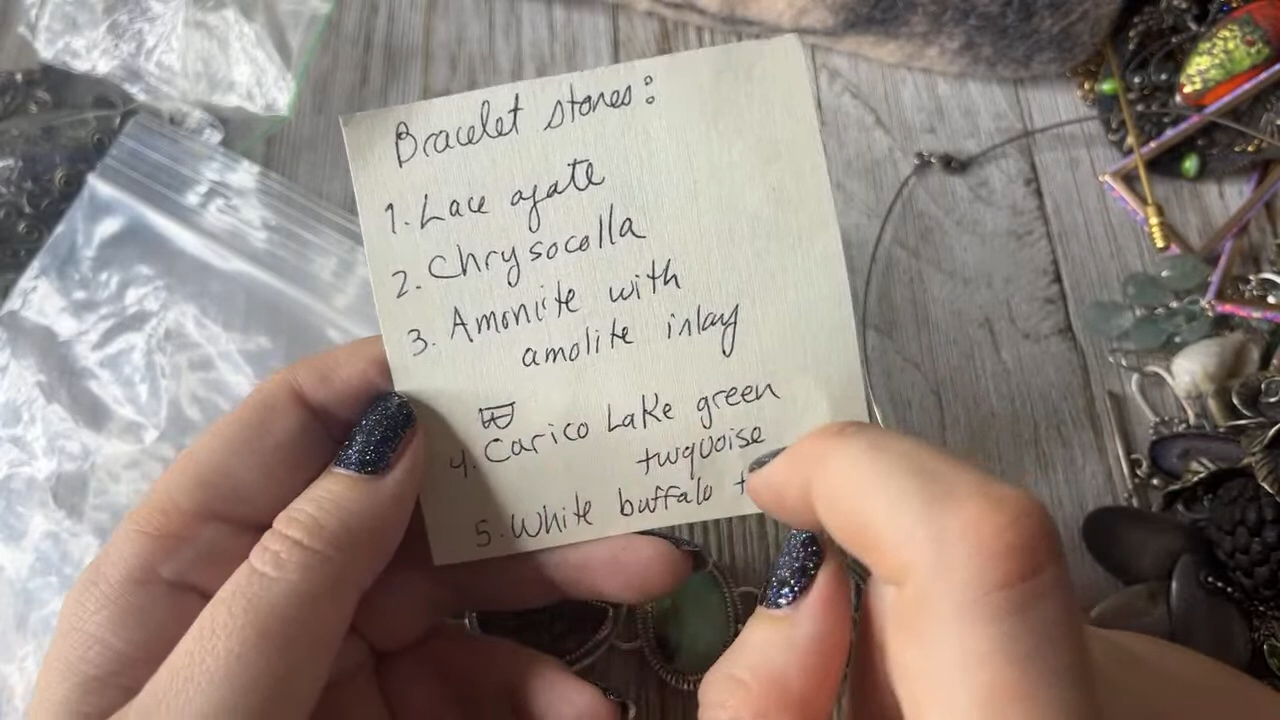 Bracelet stones:
1. Lace agate
2. Chrysocolla
3. Amonite with
amolite inlay
4. Carico Lake green
turquoise
5. White buffalo